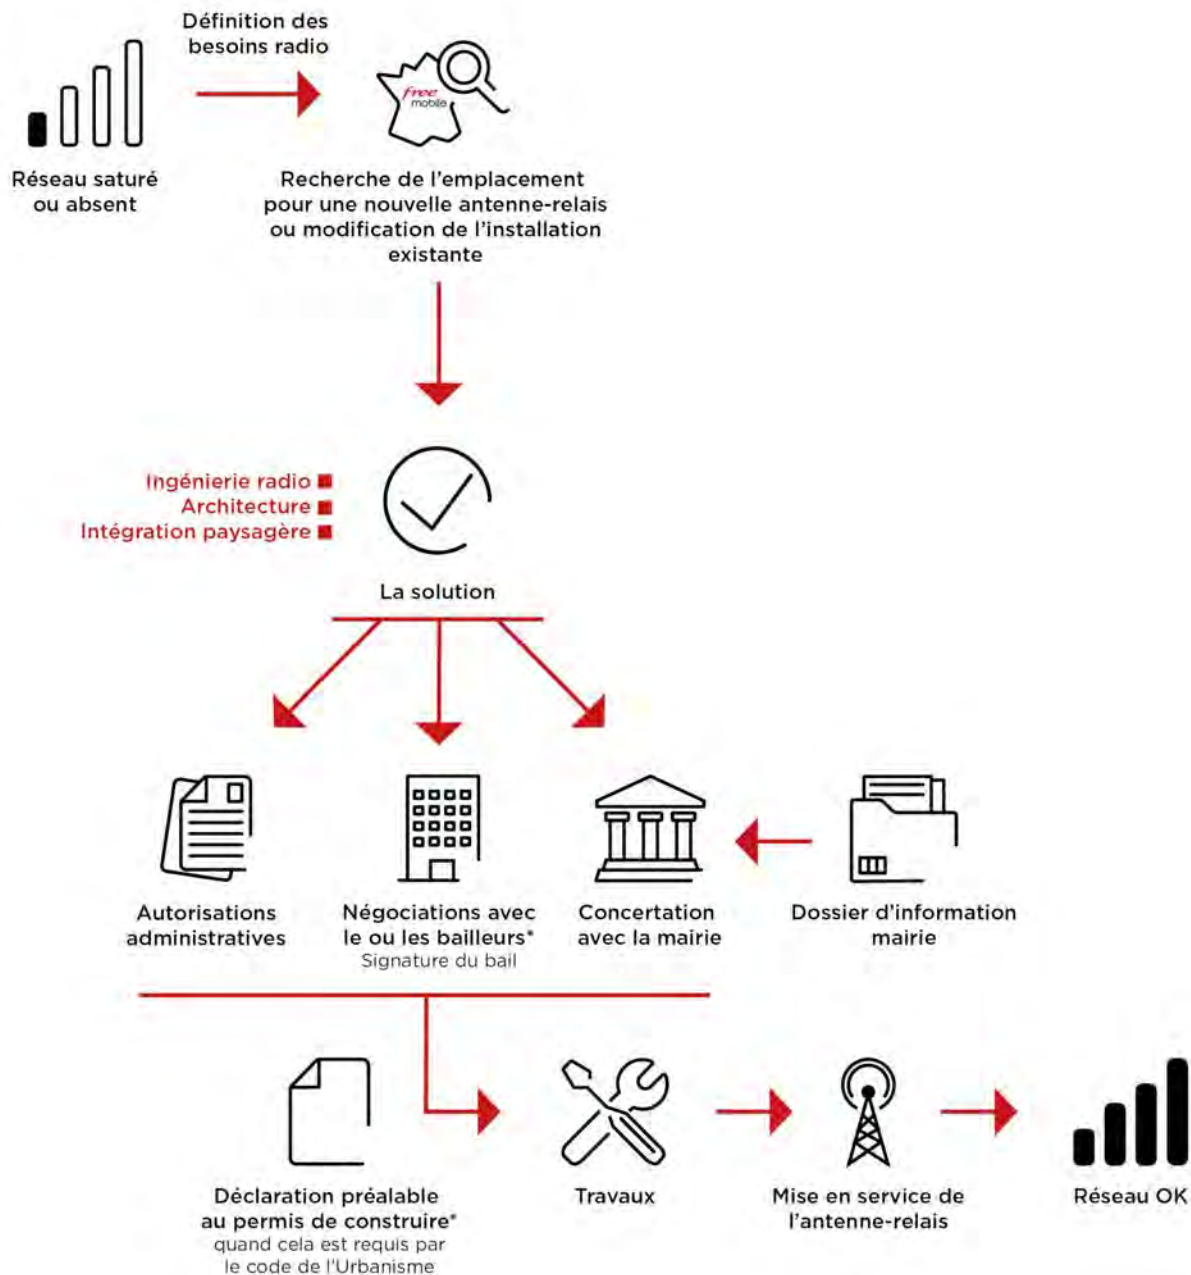 Définition des
besoins radio
free
mobile
Réseau saturé
ou absent
Recherche de l'emplacement
pour une nouvelle antenne-relais
ou modification de l'installation
existante
Ingénierie radio
Architecture
Intégration paysagère
La solution
Autorisations
administratives
Négociations avec
le ou les bailleurs*
Signature du bail
Concertation
avec la mairie
Dossier d'information
mairie
Déclaration préalable
au permis de construire*
quand cela est requis par
le code de l'Urbanisme
Travaux
Mise en service de
l'antenne-relais
Réseau OK